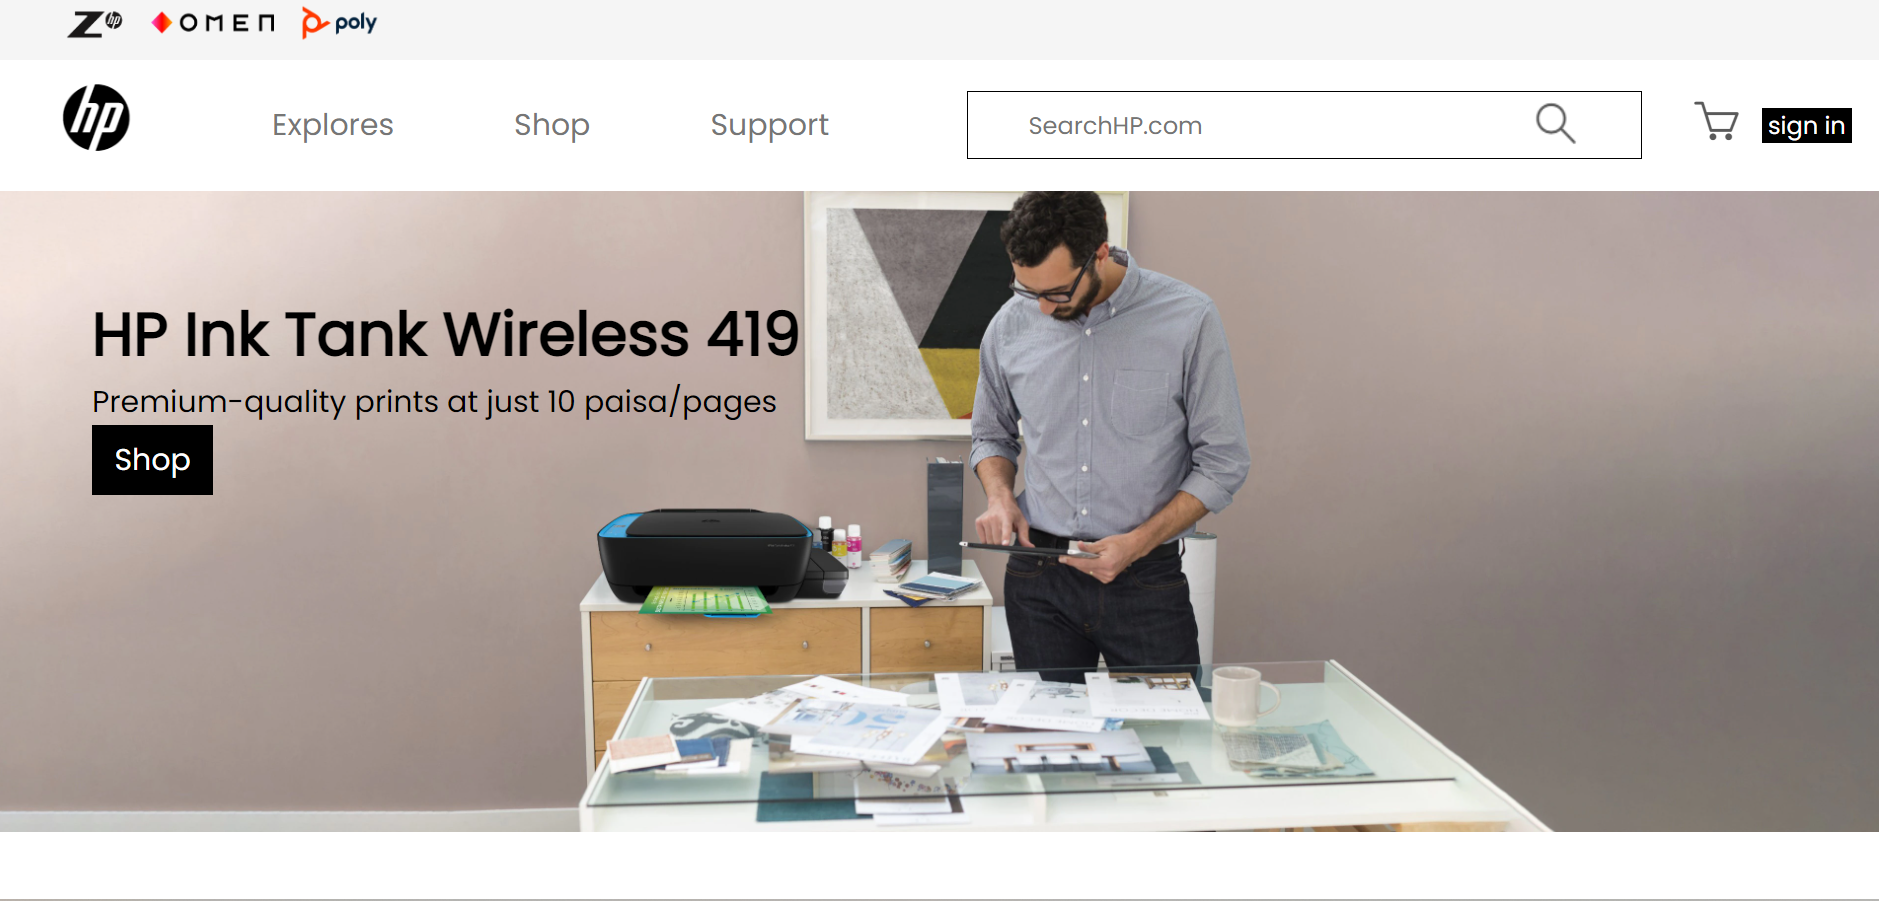 Z hp OMEN poly
hp Explores Shop Support SearchHP.com sign in
HP Ink Tank Wireless 419
Premium-quality prints at just 10 paisa/pages
Shop